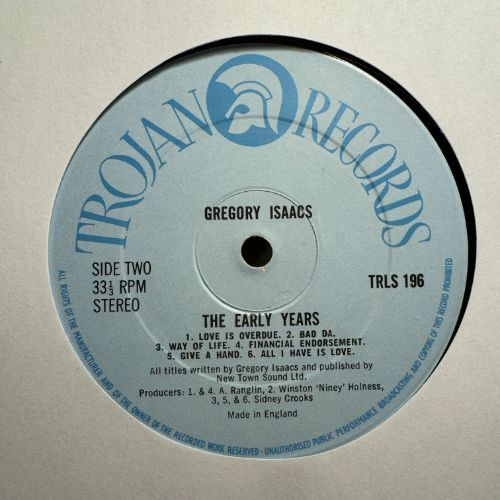 TROJAN RECORDS
GREGORY ISAACS
SIDE TWO
33⅓ RPM
STEREO
TRLS 196
THE EARLY YEARS
1. LOVE IS OVERDUE. 2. BAD DA.
3. WAY OF LIFE. 4. FINANCIAL ENDORSEMENT.
5. GIVE A HAND. 6. ALL I HAVE IS LOVE.
All titles written by Gregory Isaacs and published by
New Town Sound Ltd.
Producers: 1. & 4. A. Ranglin, 2. Winston 'Niney' Holness,
3, 5, & 6. Sidney Crooks
Made in England
ALL RIGHTS OF THE MANUFACTURER AND OF THE OWNER OF THE RECORDED WORK RESERVED - UNAUTHORISED PUBLIC PERFORMANCE BROADCASTING AND COPYING OF THIS RECORD PROHIBITED